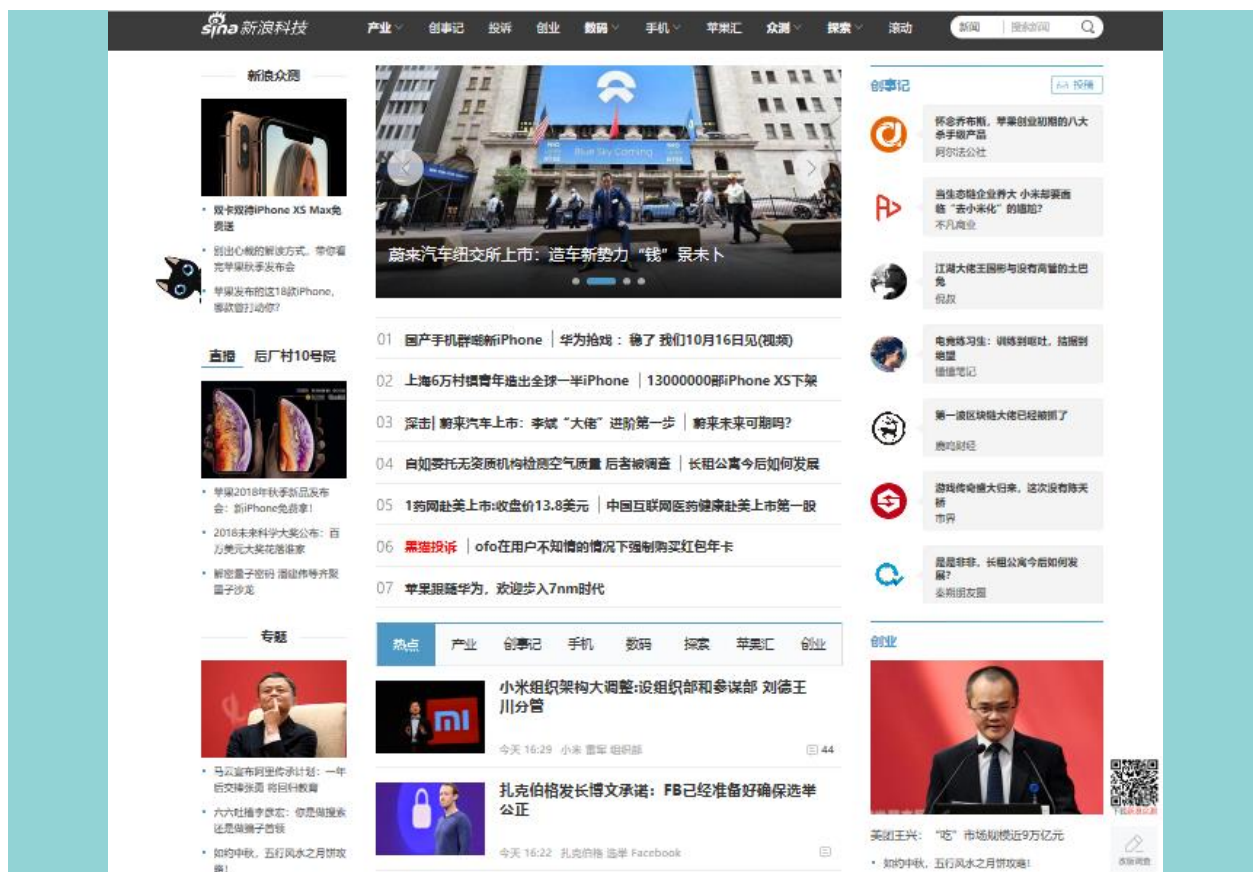 sina 新浪科技
产业 创事记 投诉 创业 数码 手机 苹果汇 众测 探索 滚动 新闻 搜索新闻
新浪众测
双卡双待iPhone XS Max免
费送
别出心裁的解读方式，带你看
完苹果秋季发布会
苹果发布的这18款iPhone，
哪款曾打动你？
直播 后厂村10号院
苹果2018年秋季新品发布
会：新iPhone免费拿！
2018未来科学大奖公布：百
万美元大奖花落谁家
解密量子密码 潘建伟等齐聚
量子沙龙
专题
马云宣布阿里传承计划：一年
后交棒张勇 将回归教育
六六吐槽李彦宏：你是做搜索
还是做骗子首领
如约中秋，五行风水之月饼攻
略！
Blue Sky Coming
蔚来汽车纽交所上市：造车新势力“钱”景未卜
01 国产手机群嘲新iPhone | 华为抢戏：稳了 我们10月16日见(视频)
02 上海6万村镇青年造出全球一半iPhone | 13000000部iPhone XS下架
03 深击| 蔚来汽车上市：李斌“大佬”进阶第一步 | 蔚来未来可期吗？
04 自如委托无资质机构检测空气质量 后者被调查 | 长租公寓今后如何发展
05 1药网赴美上市:收盘价13.8美元 | 中国互联网医药健康赴美上市第一股
06 黑猫投诉 | ofo在用户不知情的情况下强制购买红包年卡
07 苹果跟随华为，欢迎步入7nm时代
热点 产业 创事记 手机 数码 探索 苹果汇 创业
小米组织架构大调整:设组织部和参谋部 刘德王
川分管
今天 16:29 小米 雷军 组织部 44
扎克伯格发长博文承诺：FB已经准备好确保选举
公正
今天 16:22 扎克伯格 选举 Facebook
创事记 投稿
怀念乔布斯，苹果创业初期的八大
杀手级产品
阿尔法公社
当生态链企业养大 小米却要面
临“去小米化”的尴尬？
不凡商业
江湖大佬王国彬与没有高管的土巴
兔
倪叔
电竞练习生：训练到呕吐，拮据到
绝望
懂懂笔记
第一波区块链大佬已经被抓了
鹿鸣财经
游戏传奇盛大归来，这次没有陈天
桥
市界
是是非非，长租公寓今后如何发
展？
秦朔朋友圈
创业
美团王兴：“吃”市场规模近9万亿元
如约中秋，五行风水之月饼攻略！
改版调查